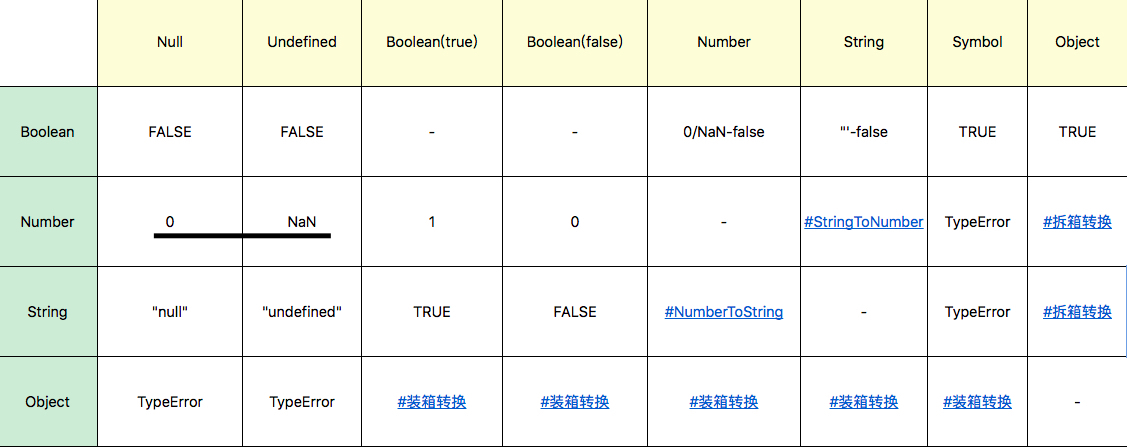 Null Undefined Boolean(true) Boolean(false) Number String Symbol Object
Boolean FALSE FALSE - - 0/NaN-false "'-false TRUE TRUE
Number 0 NaN 1 0 - #StringToNumber TypeError #拆箱转换
String "null" "undefined" TRUE FALSE #NumberToString - TypeError #拆箱转换
Object TypeError TypeError #装箱转换 #装箱转换 #装箱转换 #装箱转换 #装箱转换 -